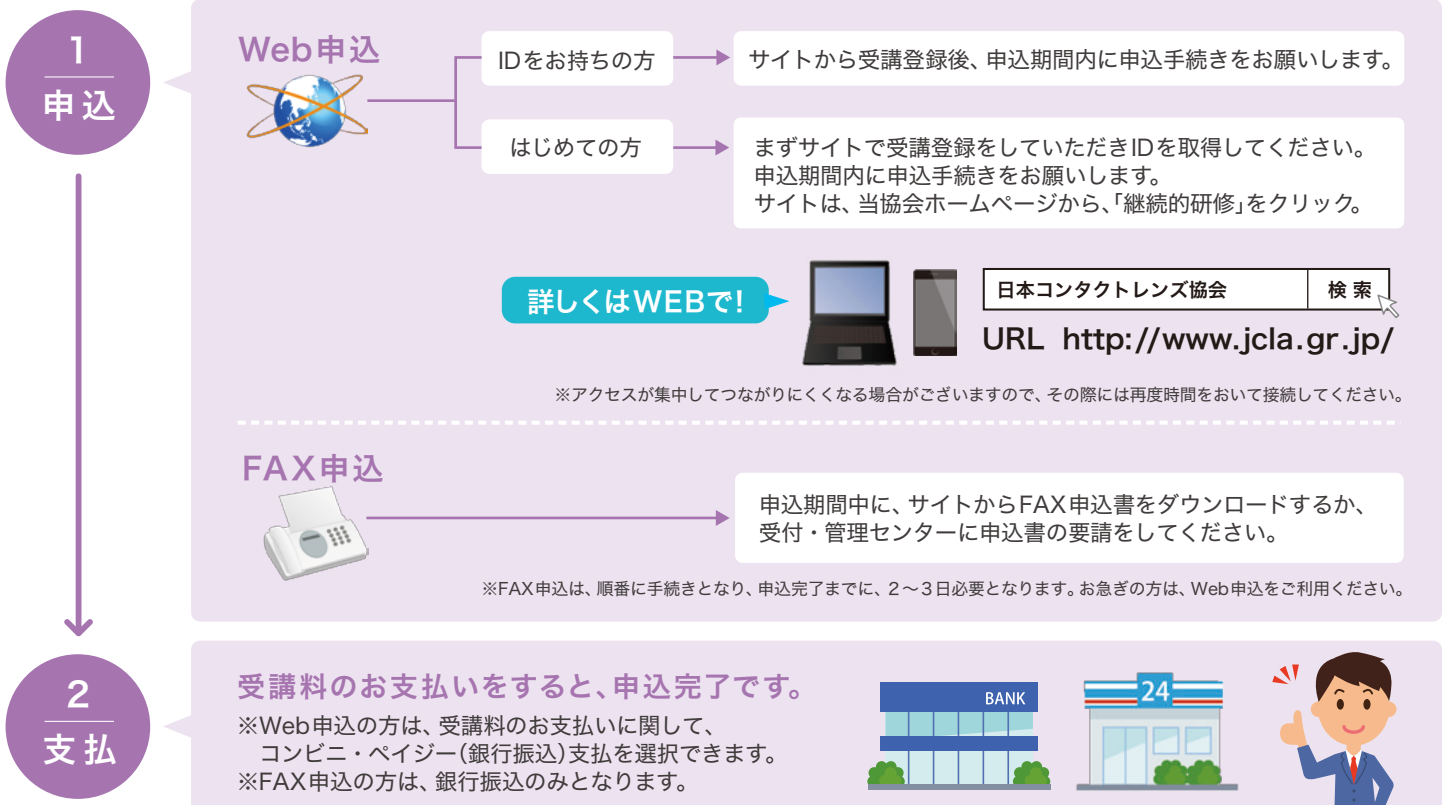 1
申込
Web申込
IDをお持ちの方
サイトから受講登録後、申込期間内に申込手続きをお願いします。
はじめての方
まずサイトで受講登録をしていただきIDを取得してください。
申込期間内に申込手続きをお願いします。
サイトは、当協会ホームページから、「継続的研修」をクリック。
詳しくはWEBで!
日本コンタクトレンズ協会
検索
URL http://www.jcla.gr.jp/
※アクセスが集中してつながりにくくなる場合がございますので、その際には再度時間をおいて接続してください。
FAX申込
申込期間中に、サイトからFAX申込書をダウンロードするか、
受付・管理センターに申込書の要請をしてください。
※FAX申込は、順番に手続きとなり、申込完了までに、2〜3日必要となります。お急ぎの方は、Web申込をご利用ください。
2
支払
受講料のお支払いをすると、申込完了です。
※Web申込の方は、受講料のお支払いに関して、
コンビニ・ペイジー(銀行振込)支払を選択できます。
※FAX申込の方は、銀行振込のみとなります。
BANK
24